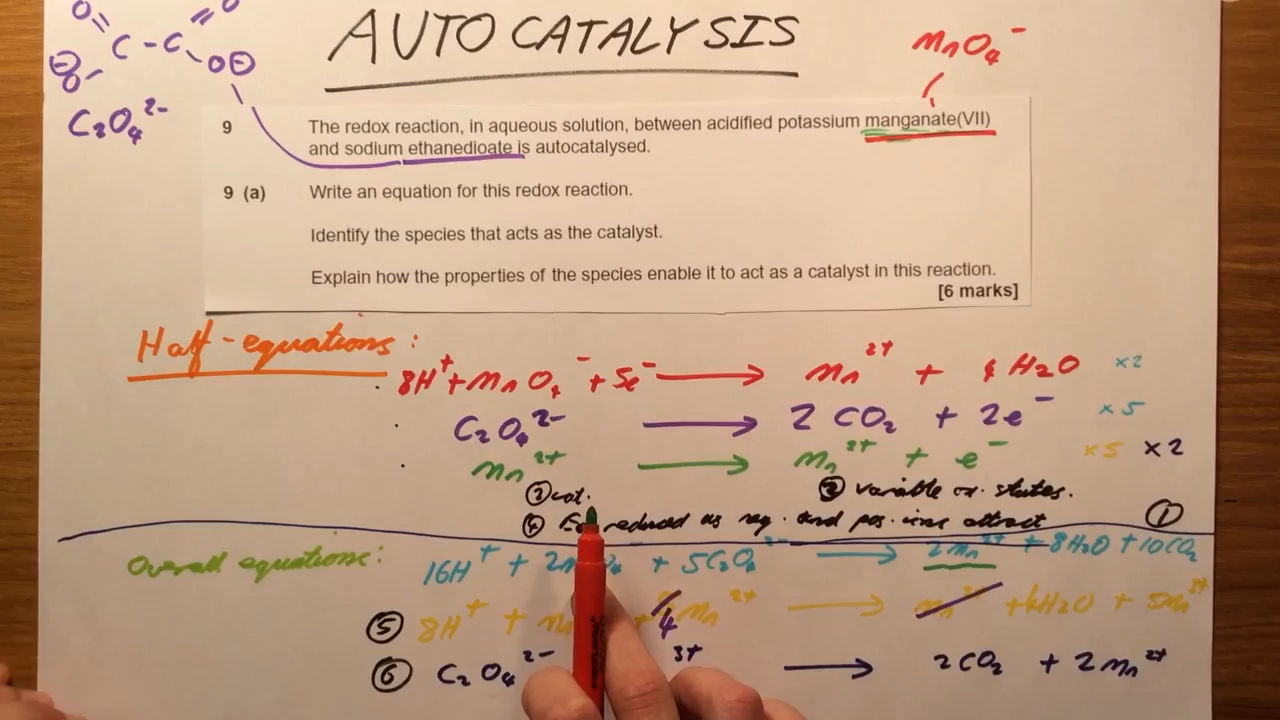 AUTOCATALYSIS
O C - C O
⊖O O⊖
C₂O₄²⁻
MnO₄⁻
9 The redox reaction, in aqueous solution, between acidified potassium manganate(VII)
and sodium ethanedioate is autocatalysed.
9 (a) Write an equation for this redox reaction.
Identify the species that acts as the catalyst.
Explain how the properties of the species enable it to act as a catalyst in this reaction.
[6 marks]
Half-equations:
8H⁺ + MnO₄⁻ + 5e⁻ → Mn²⁺ + 4H₂O ×2
C₂O₄²⁻ → 2CO₂ + 2e⁻ ×5
Mn²⁺ → Mn³⁺ + e⁻ ×5 ×2
cat. ② variable ox. states.
④ reduced as neg. and pos. ions attract ①
Overall equations: 16H⁺ + + 5C₂O₄²⁻ → 2Mn²⁺ + 8H₂O + 10CO₂
⑤ 8H⁺ + + 4 Mn²⁺ → Mn²⁺ + 4H₂O + 5Mn³⁺
⑥ C₂O₄²⁻ 3+ → 2CO₂ + 2Mn²⁺